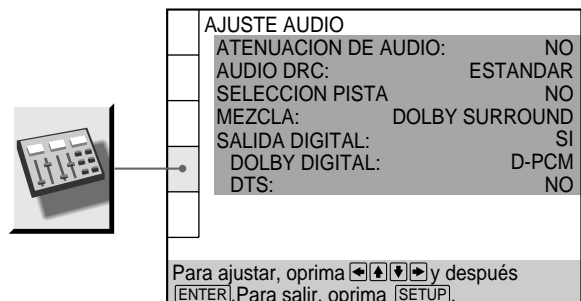 AJUSTE AUDIO
ATENUACION DE AUDIO: NO
AUDIO DRC: ESTANDAR
SELECCION PISTA NO
MEZCLA: DOLBY SURROUND
SALIDA DIGITAL: SI
DOLBY DIGITAL: D-PCM
DTS: NO
Para ajustar, oprima ←↑↓→ y después
ENTER.Para salir, oprima SETUP.